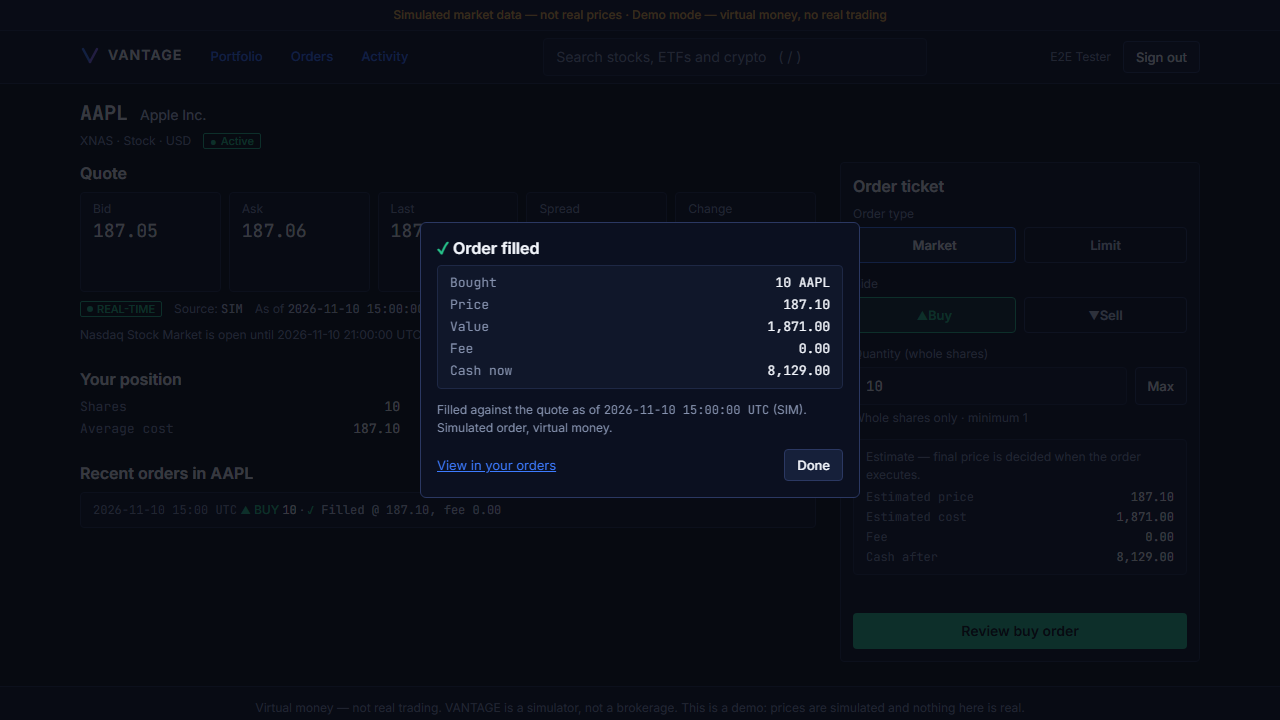 Simulated market data — not real prices · Demo mode — virtual money, no real trading
VANTAGE
Portfolio
Orders
Activity
Search stocks, ETFs and crypto ( / )
E2E Tester
Sign out
AAPL Apple Inc.
XNAS · Stock · USD
● Active
Quote
Bid
187.05
Ask
187.06
Last
187
Spread
Change
● REAL-TIME
Source: SIM
As of 2026-11-10 15:00:00
Nasdaq Stock Market is open until 2026-11-10 21:00:00 UTC
Your position
Shares 10
Average cost 187.10
Recent orders in AAPL
2026-11-10 15:00 UTC ▲ BUY 10 · ✓ Filled @ 187.10, fee 0.00
✓ Order filled
Bought 10 AAPL
Price 187.10
Value 1,871.00
Fee 0.00
Cash now 8,129.00
Filled against the quote as of 2026-11-10 15:00:00 UTC (SIM).
Simulated order, virtual money.
View in your orders
Done
Order ticket
Order type
Market
Limit
ide
▲Buy
▼Sell
uantity (whole shares)
10
Max
Whole shares only · minimum 1
Estimate — final price is decided when the order
executes.
Estimated price 187.10
Estimated cost 1,871.00
Fee 0.00
Cash after 8,129.00
Review buy order
Virtual money — not real trading. VANTAGE is a simulator, not a brokerage. This is a demo: prices are simulated and nothing here is real.